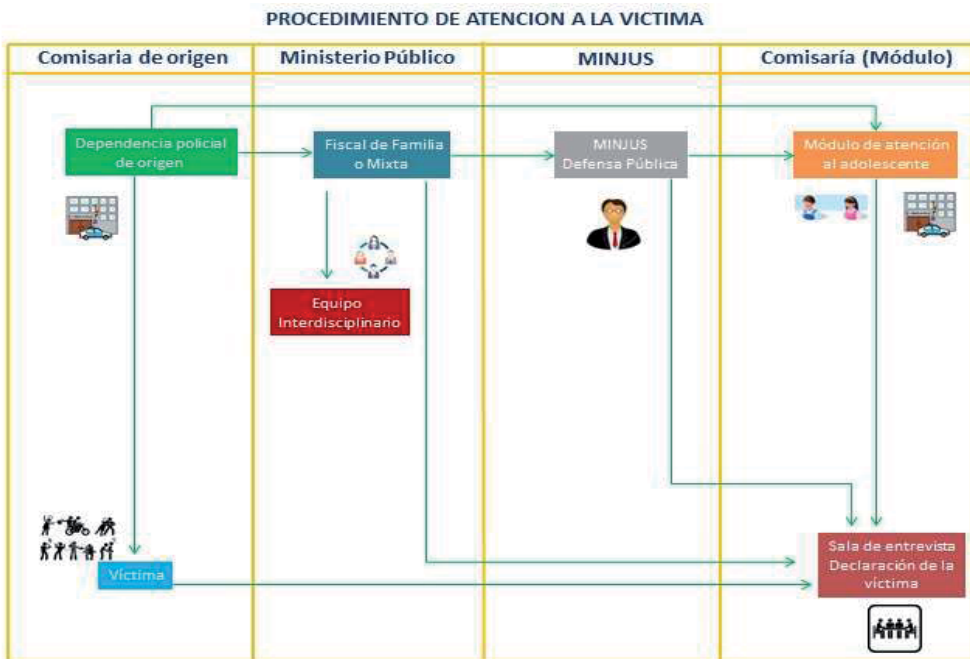 PROCEDIMIENTO DE ATENCION A LA VICTIMA
Comisaria de origen
Ministerio Público
MINJUS
Comisaría (Módulo)
Dependencia policial
de origen
Fiscal de Familia
o Mixta
MINJUS
Defensa Pública
Módulo de atención
al adolescente
Equipo
Interdisciplinario
Víctima
Sala de entrevista
Declaración de la
víctima